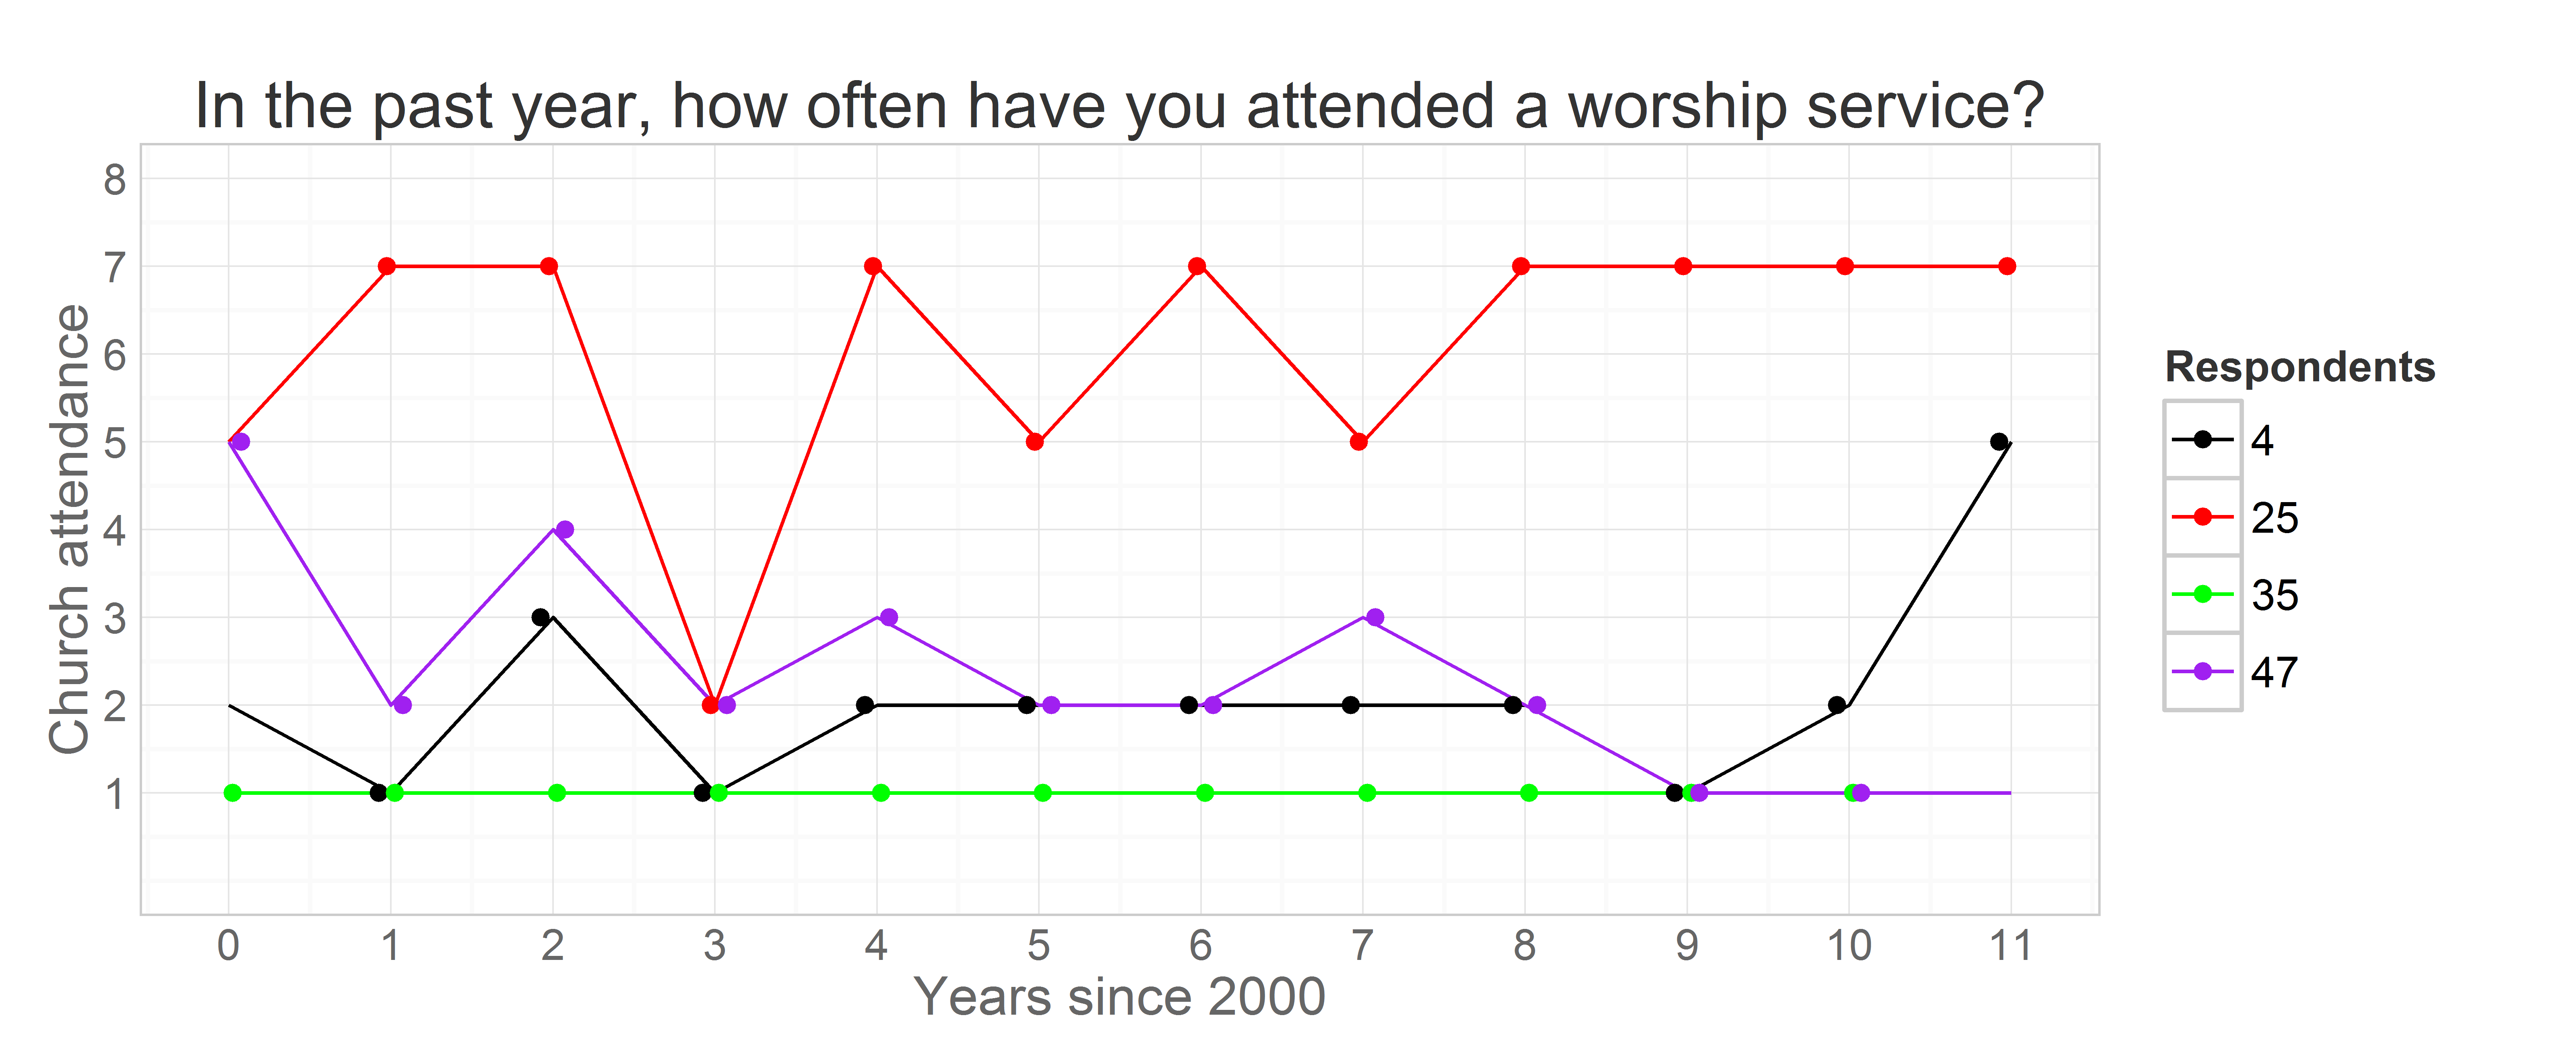 In the past year, how often have you attended a worship service?
Church attendance
8
7
6
5
4
3
2
1
0 1 2 3 4 5 6 7 8 9 10 11
Years since 2000
Respondents
4
25
35
47